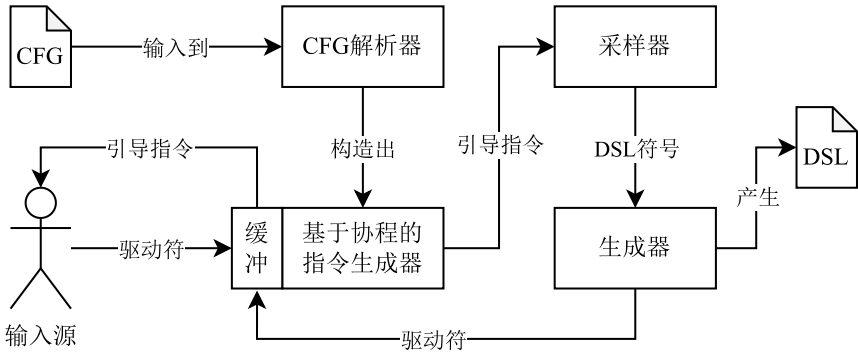 CFG
输入到
CFG解析器
采样器
引导指令
构造出
引导指令
DSL符号
DSL
产生
驱动符
缓
冲
基于协程的
指令生成器
生成器
输入源
驱动符